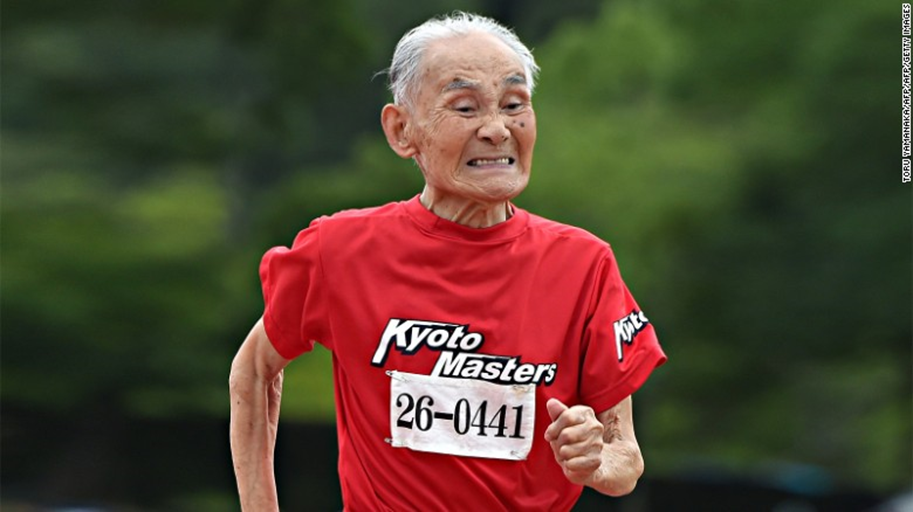 Kyoto
Masters
26-0441
Kyoto
TORU YAMANAKA/AFP/AFP/GETTY IMAGES